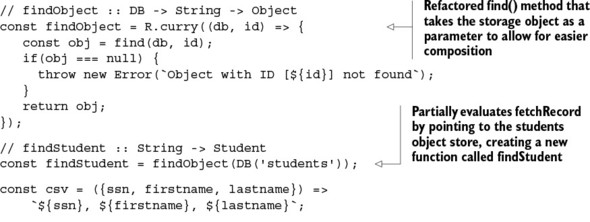 // findObject :: DB -> String -> Object
const findObject = R.curry((db, id) => {
   const obj = find(db, id);
   if(obj === null) {
      throw new Error(`Object with ID [${id}] not found`);
   }
   return obj;
});
Refactored find() method that
takes the storage object as a
parameter to allow for easier
composition
// findStudent :: String -> Student
const findStudent = findObject(DB('students'));
Partially evaluates fetchRecord
by pointing to the students
object store, creating a new
function called findStudent
const csv = ({ssn, firstname, lastname}) =>
   `${ssn}, ${firstname}, ${lastname}`;